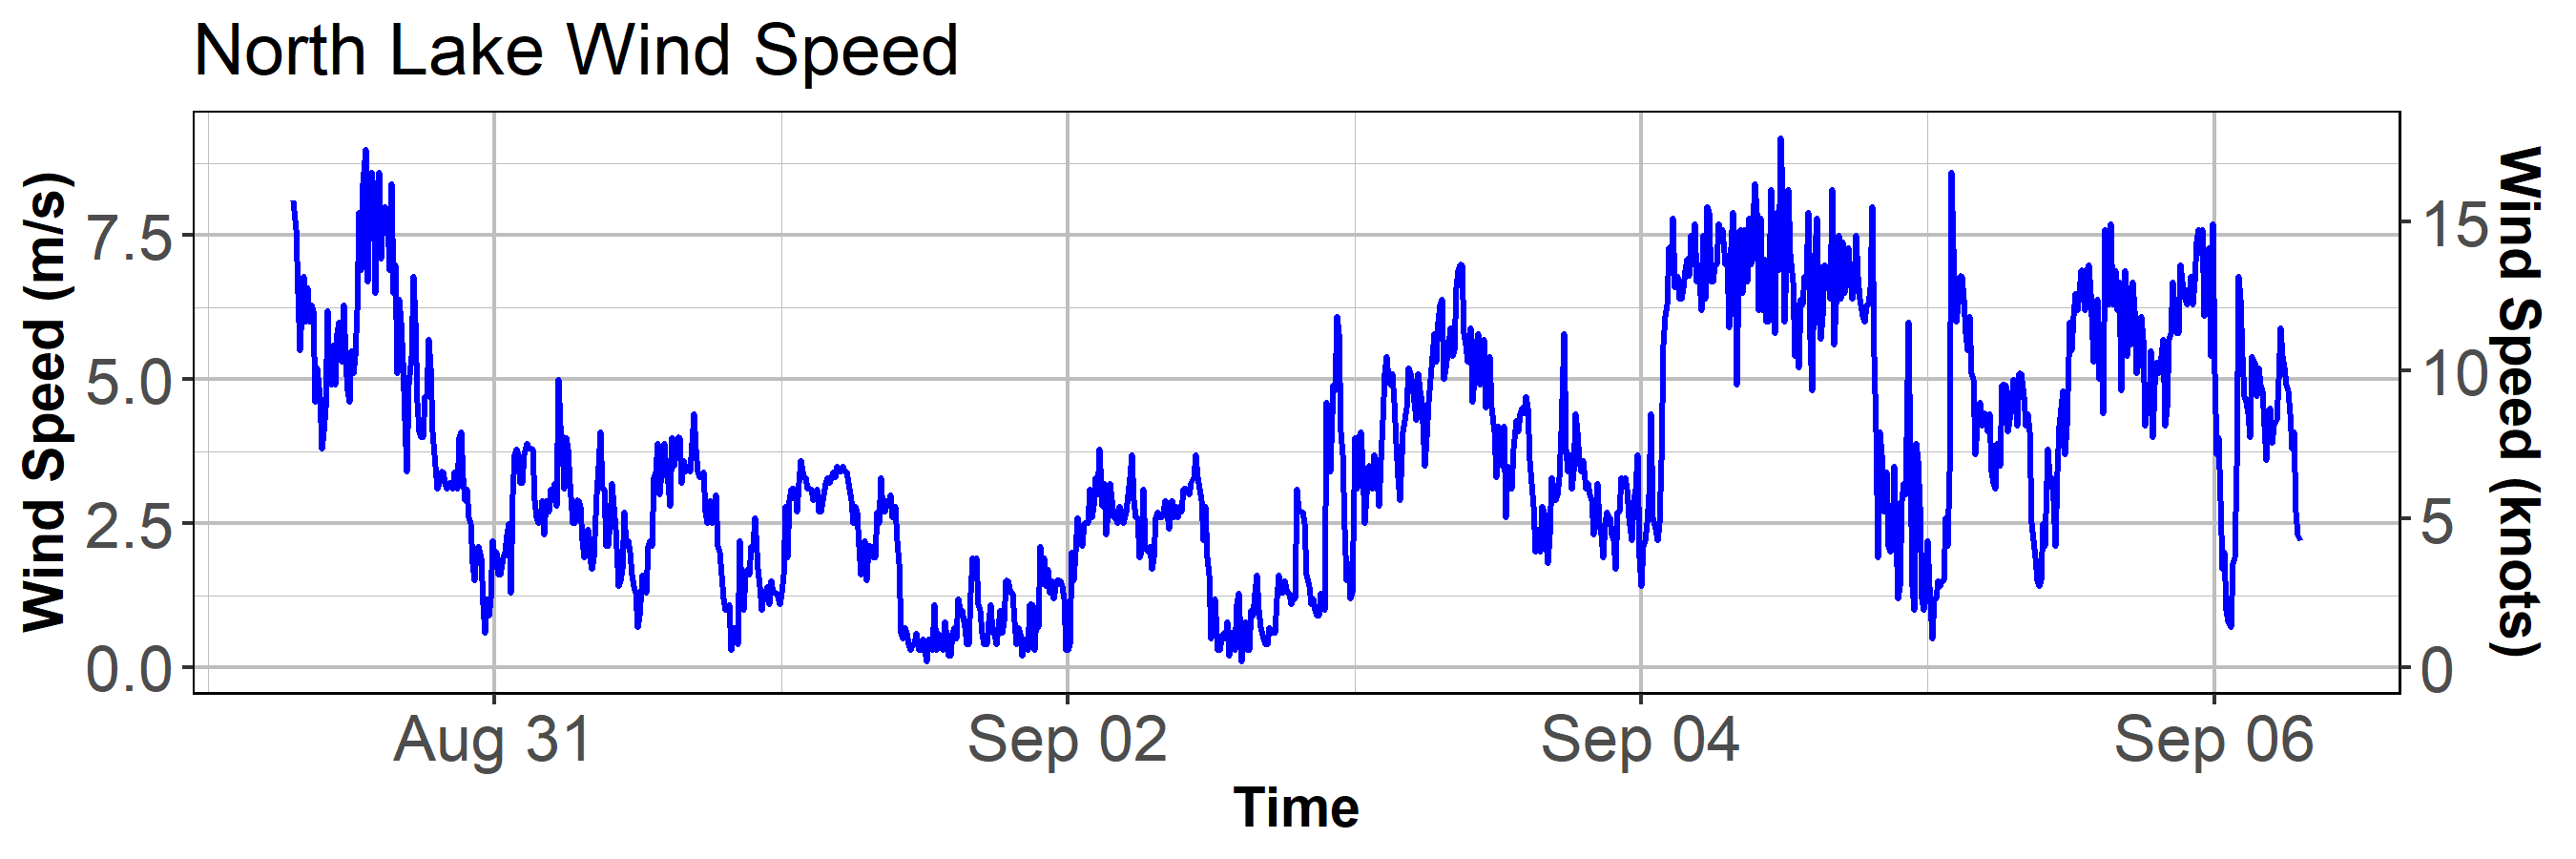 North Lake Wind Speed
Wind Speed (m/s)
7.5
5.0
2.5
0.0
15
10
5
0
Wind Speed (knots)
Aug 31
Sep 02
Sep 04
Sep 06
Time